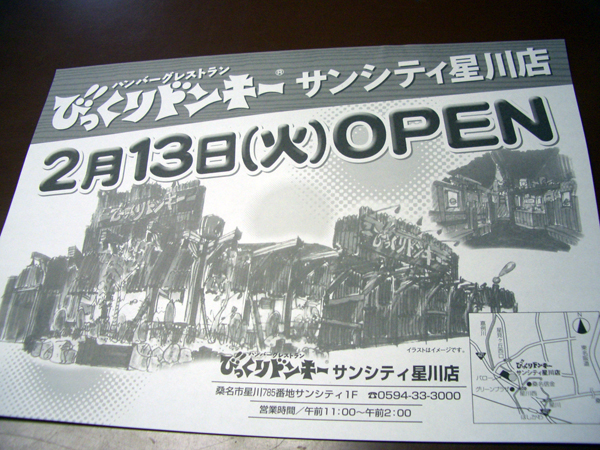 ハンバーグレストラン
びっくりドンキー® サンシティ星川店
2月13日(火)OPEN
びっくりドンキー
びっくりドンキー
イラストはイメージです。
ハンバーグレストラン
びっくりドンキー サンシティ星川店
桑名市星川785番地サンシティ1F ☎0594-33-3000
営業時間/午前11:00〜午前2:00
びっくりドンキー
サンシティ星川店